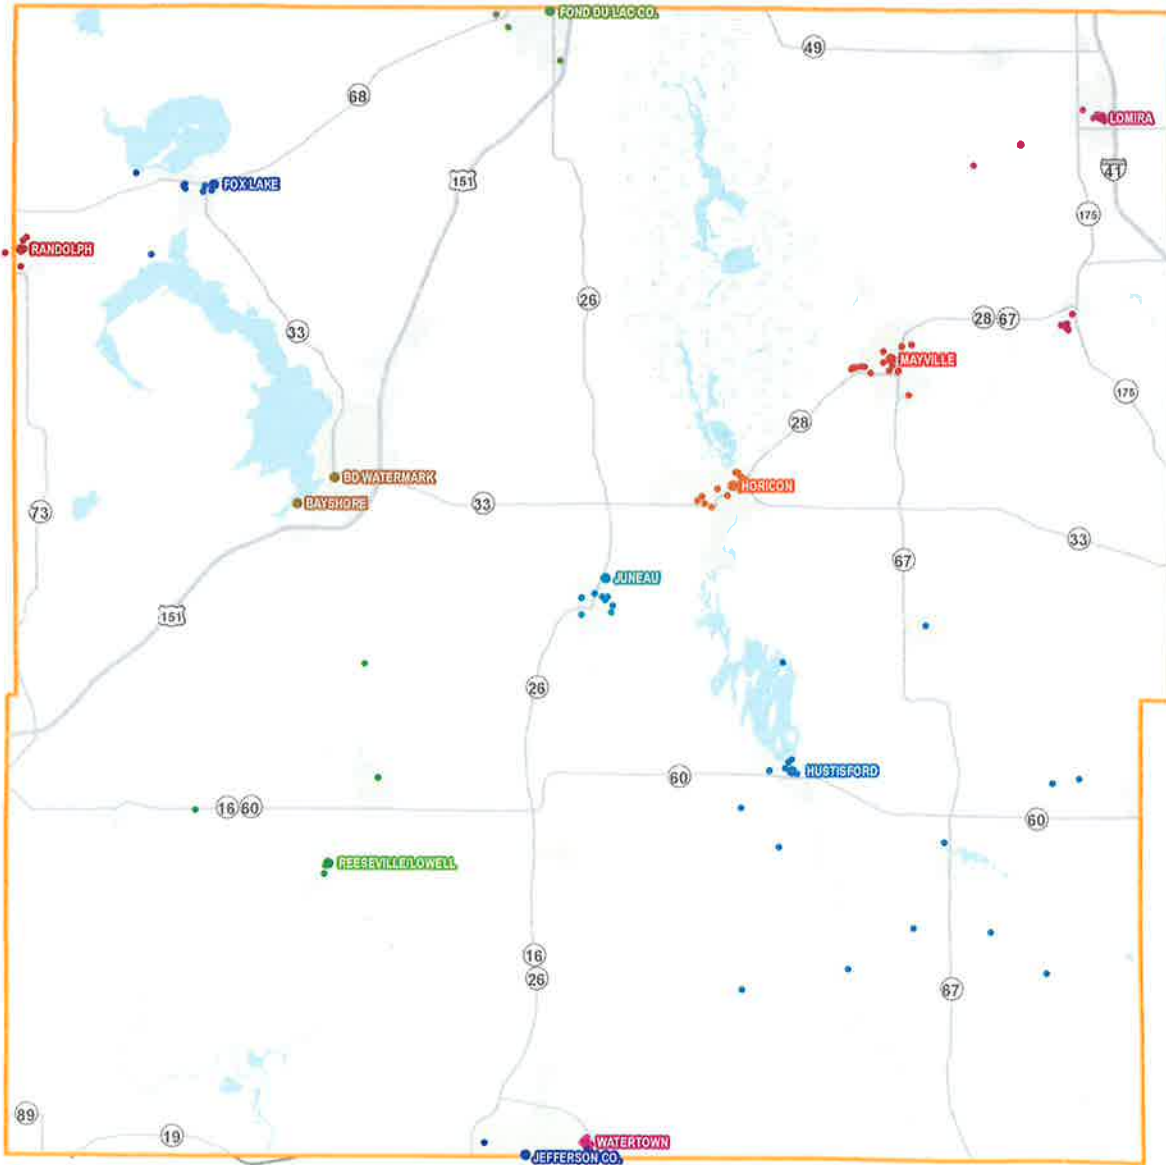 FOND DU LAC CO.
49
68
LOMIRA
41
151
FOX LAKE
175
RANDOLPH
26
28 67
33
MAYVILLE
175
28
BD WATERMARK
HORICON
BAYSHORE
33
73
33
67
JUNEAU
151
26
HUSTISFORD
60
16 60
60
REESEVILLE/LOWELL
16
26
67
89
19
WATERTOWN
JEFFERSON CO.